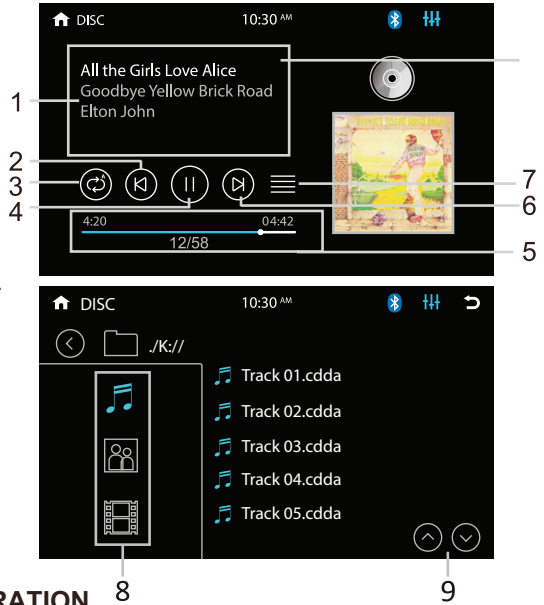 DISC 10:30 AM
All the Girls Love Alice
Goodbye Yellow Brick Road
Elton John
1
2
3
4
A
7
6
4:20 04:42
12/58
5
DISC 10:30 AM
./K://
Track 01.cdda
Track 02.cdda
Track 03.cdda
Track 04.cdda
Track 05.cdda
8 9
RATION